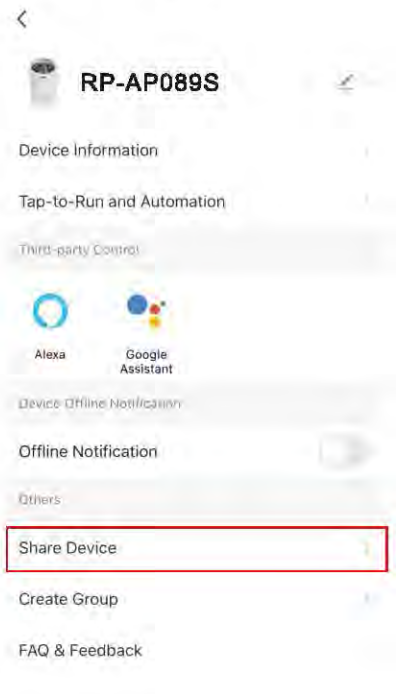 RP-AP089S
Device Information
Tap-to-Run and Automation
Third-party Control
Alexa
Google
Assistant
Device Offline Notification
Offline Notification
Others
Share Device
Create Group
FAQ & Feedback